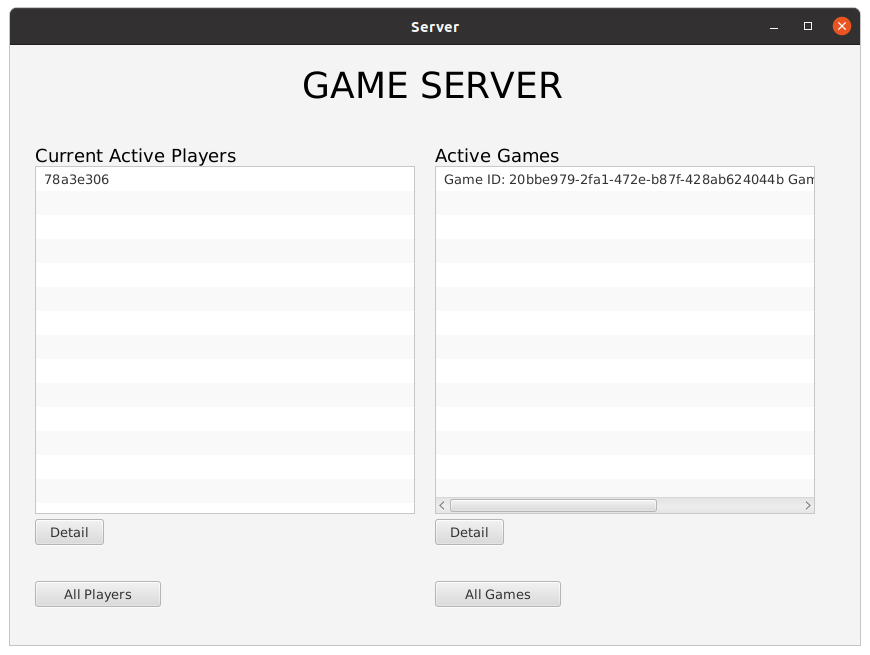 Server
GAME SERVER
Current Active Players
78a3e306
Detail
All Players
Active Games
Game ID: 20bbe979-2fa1-472e-b87f-428ab624044b Gam
Detail
All Games